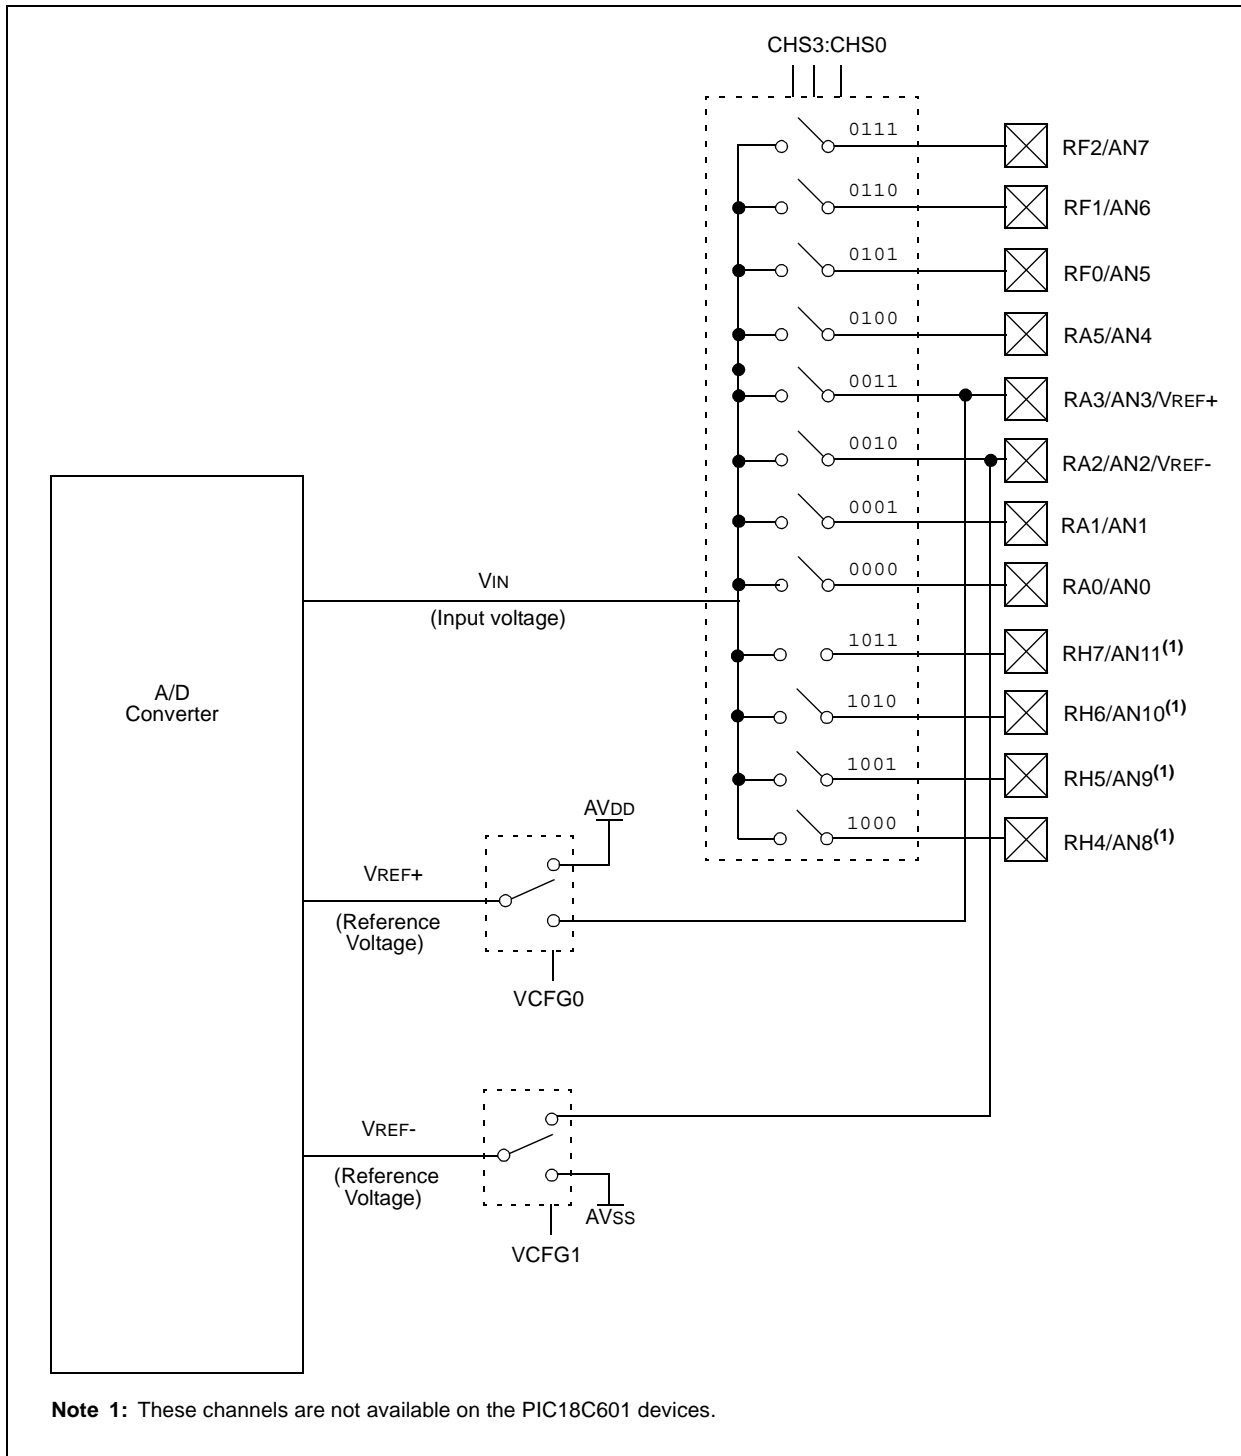 CHS3:CHS0
0111
RF2/AN7
0110
RF1/AN6
0101
RF0/AN5
0100
RA5/AN4
0011
RA3/AN3/VREF+
0010
RA2/AN2/VREF-
0001
RA1/AN1
0000
RA0/AN0
1011
RH7/AN11(1)
1010
RH6/AN10(1)
1001
RH5/AN9(1)
1000
RH4/AN8(1)
VIN
(Input voltage)
A/D
Converter
AVDD
VREF+
(Reference
Voltage)
VCFG0
VREF-
(Reference
Voltage)
AVSS
VCFG1
Note 1: These channels are not available on the PIC18C601 devices.